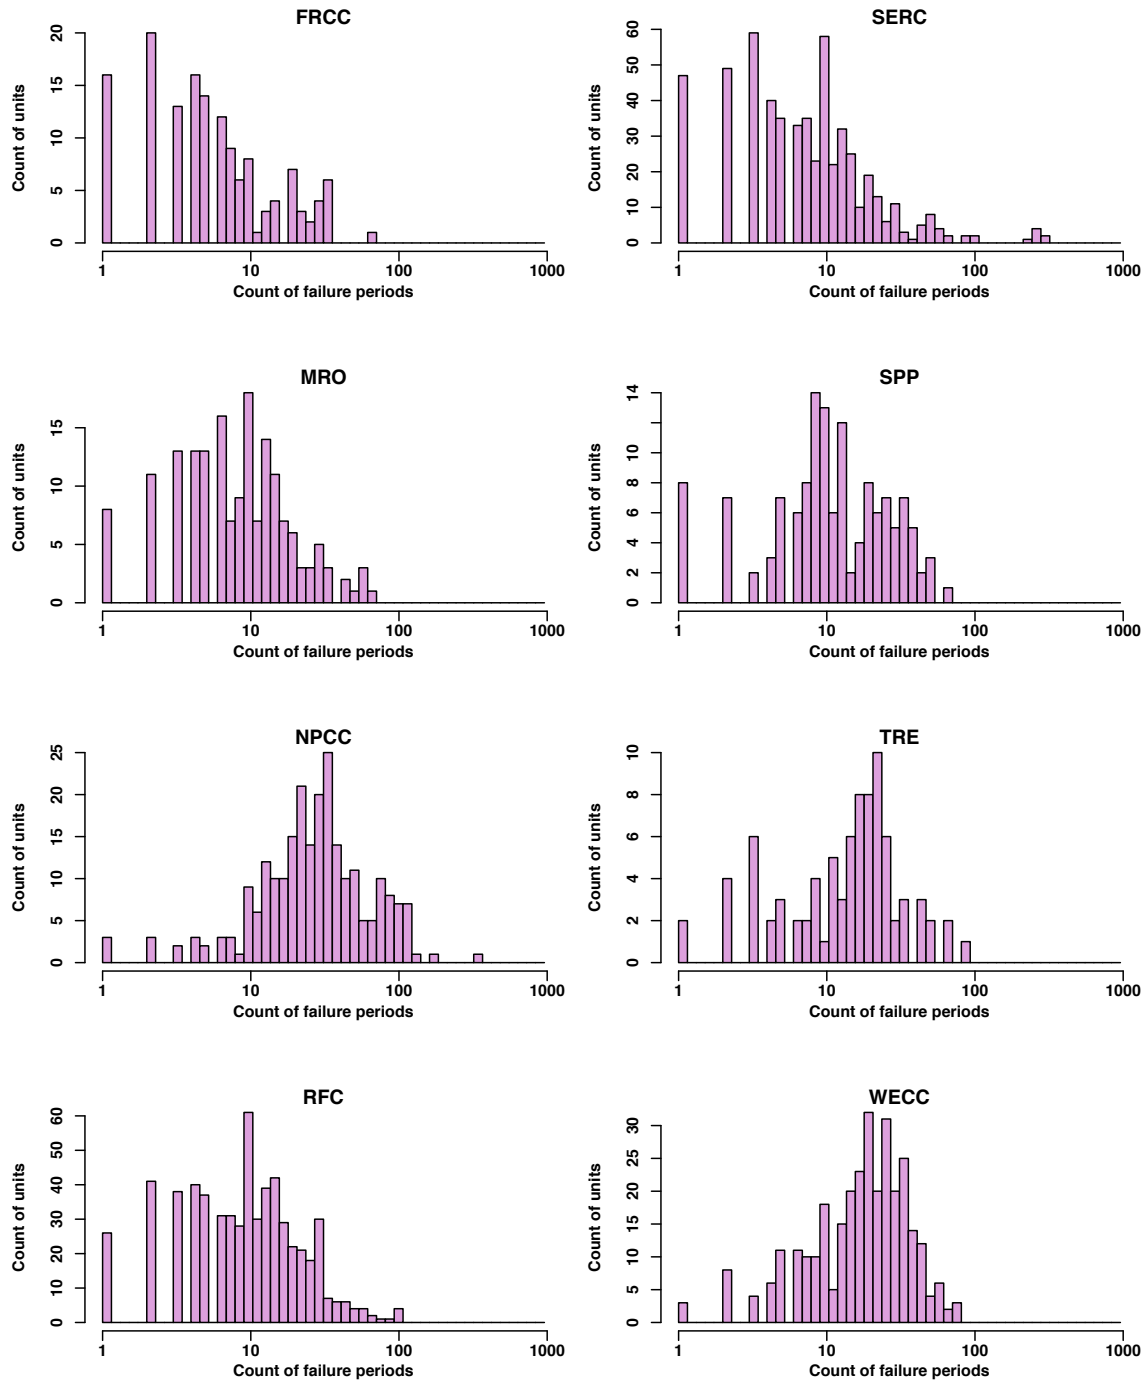 FRCC
Count of units
0 5 10 15 20
1 10 100 1000
Count of failure periods
SERC
Count of units
0 10 20 30 40 50 60
1 10 100 1000
Count of failure periods
MRO
Count of units
0 5 10 15
1 10 100 1000
Count of failure periods
SPP
Count of units
0 2 4 6 8 10 14
1 10 100 1000
Count of failure periods
NPCC
Count of units
0 5 10 15 20 25
1 10 100 1000
Count of failure periods
TRE
Count of units
0 2 4 6 8 10
1 10 100 1000
Count of failure periods
RFC
Count of units
0 10 20 30 40 50 60
1 10 100 1000
Count of failure periods
WECC
Count of units
0 5 10 15 20 25 30
1 10 100 1000
Count of failure periods